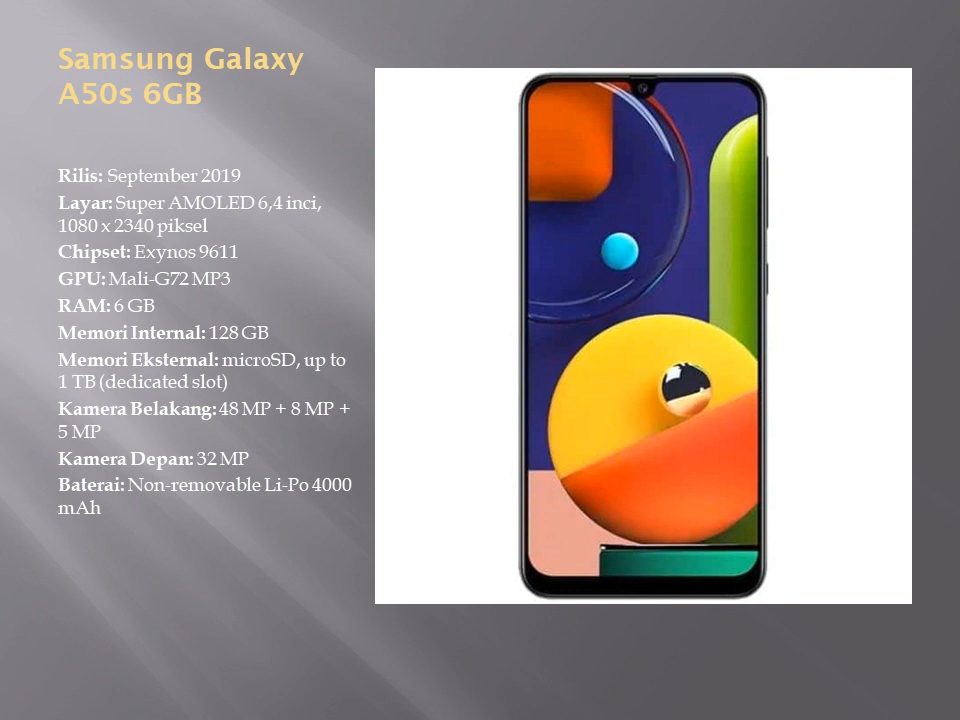 Samsung Galaxy
A50s 6GB
Rilis: September 2019
Layar: Super AMOLED 6,4 inci,
1080 x 2340 piksel
Chipset: Exynos 9611
GPU: Mali-G72 MP3
RAM: 6 GB
Memori Internal: 128 GB
Memori Eksternal: microSD, up to
1 TB (dedicated slot)
Kamera Belakang: 48 MP + 8 MP +
5 MP
Kamera Depan: 32 MP
Baterai: Non-removable Li-Po 4000
mAh